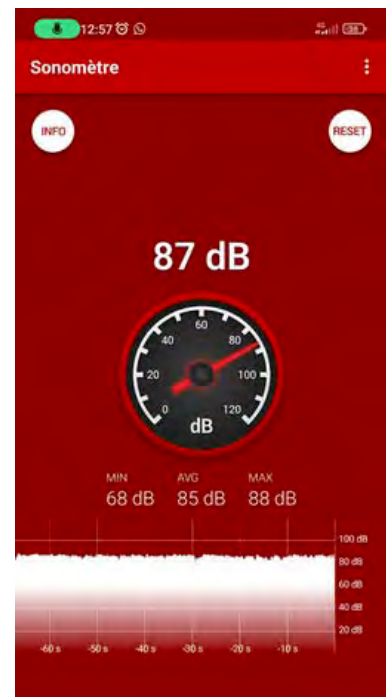 12:57 4G 38
Sonomètre
INFO RESET
87 dB
60
40 80
20 100
0 120
dB
MIN AVG MAX
68 dB 85 dB 88 dB
100 dB
80 dB
60 dB
40 dB
20 dB
-60 s -50 s -40 s -30 s -20 s -10 s